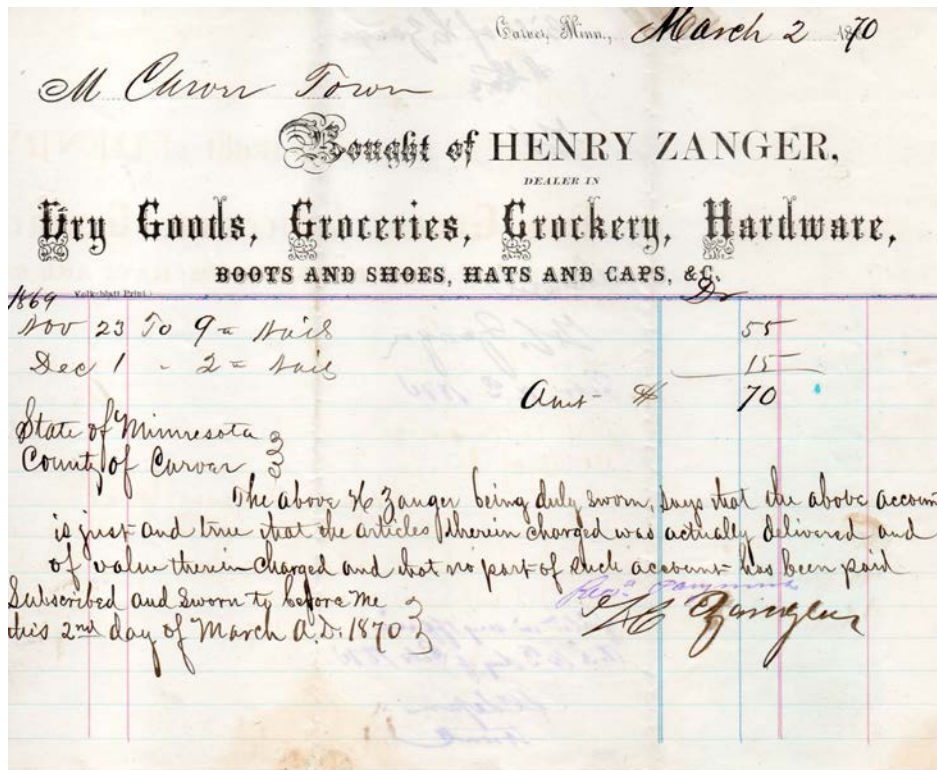 Carver, Minn., March 2 1870
M Carver Town
Bought of HENRY ZANGER,
DEALER IN
Dry Goods, Groceries, Crockery, Hardware,
BOOTS AND SHOES, HATS AND CAPS, &C.
Volksblatt Print.
Dr
1869
Nov 23 To 9 = Nails 55
Dec 1 - 2 = Nails 15
Amt $ 70
State of Minnesota
County of Carver
The above H Zanger being duly sworn, says that the above account
is just and true that the articles therein charged was actually delivered and
of value therein charged and that no part of such account has been paid
Subscribed and sworn to before me
this 2nd day of March A.D. 1870
Rec'd Payment
H Zanger